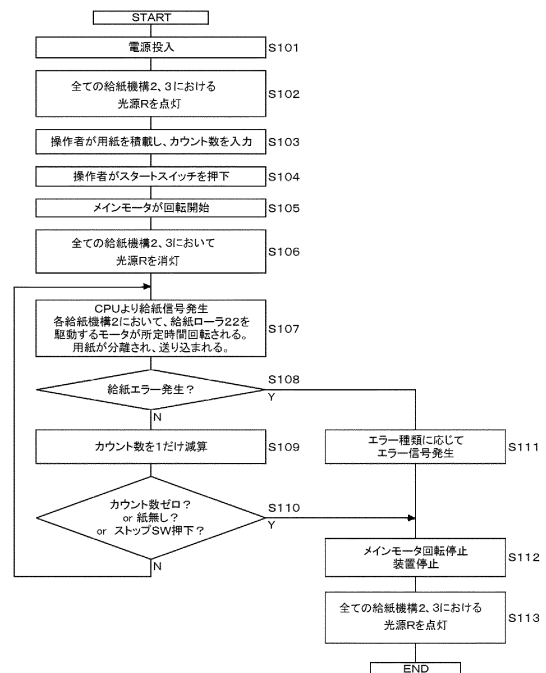 START
電源投入
S101
全ての給紙機構2、3における
光源Rを点灯
S102
操作者が用紙を積載し、カウント数を入力
S103
操作者がスタートスイッチを押下
S104
メインモータが回転開始
S105
全ての給紙機構2、3において
光源Rを消灯
S106
CPUより給紙信号発生
各給紙機構2において、給紙ローラ22を
駆動するモータが所定時間回転される。
用紙が分離され、送り込まれる。
S107
給紙エラー発生？
S108
Y
N
カウント数を1だけ減算
S109
エラー種類に応じて
エラー信号発生
S111
カウント数ゼロ？
or 紙無し？
or ストップSW押下？
S110
Y
N
メインモータ回転停止
装置停止
S112
全ての給紙機構2、3における
光源Rを点灯
S113
END